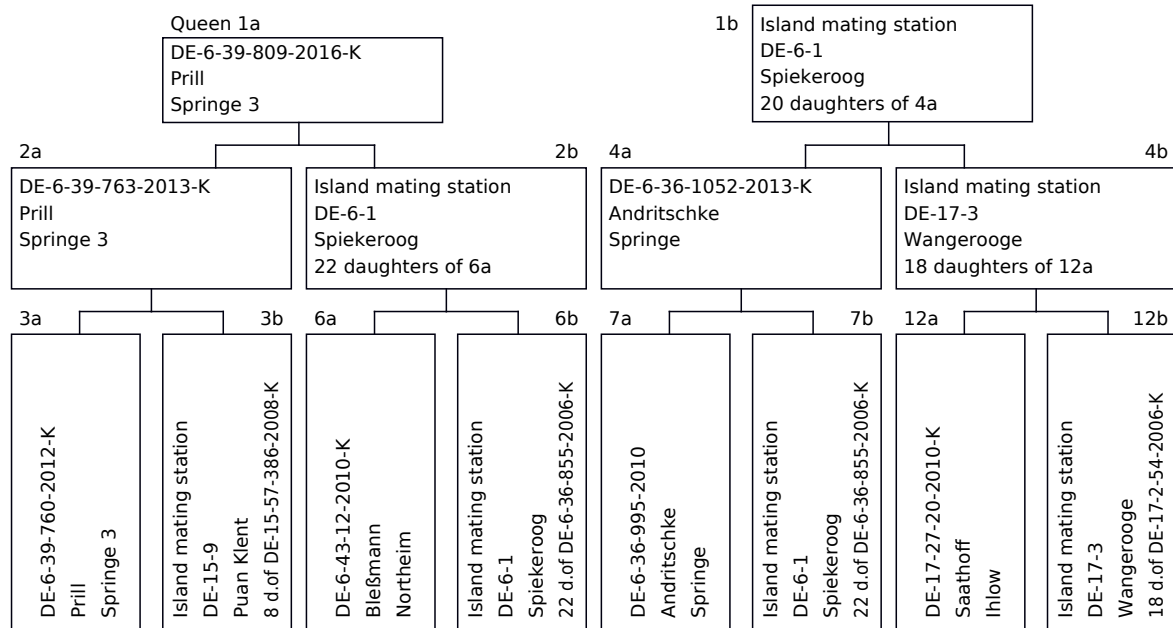 Queen 1a
DE-6-39-809-2016-K
Prill
Springe 3
1b
Island mating station
DE-6-1
Spiekeroog
20 daughters of 4a
2a
DE-6-39-763-2013-K
Prill
Springe 3
2b
Island mating station
DE-6-1
Spiekeroog
22 daughters of 6a
4a
DE-6-36-1052-2013-K
Andritschke
Springe
4b
Island mating station
DE-17-3
Wangerooge
18 daughters of 12a
3a
DE-6-39-760-2012-K
Prill
Springe 3
3b
Island mating station
DE-15-9
Puan Klent
8 d.of DE-15-57-386-2008-K
6a
DE-6-43-12-2010-K
Bleßmann
Northeim
6b
Island mating station
DE-6-1
Spiekeroog
22 d.of DE-6-36-855-2006-K
7a
DE-6-36-995-2010
Andritschke
Springe
7b
Island mating station
DE-6-1
Spiekeroog
22 d.of DE-6-36-855-2006-K
12a
DE-17-27-20-2010-K
Saathoff
Ihlow
12b
Island mating station
DE-17-3
Wangerooge
18 d.of DE-17-2-54-2006-K